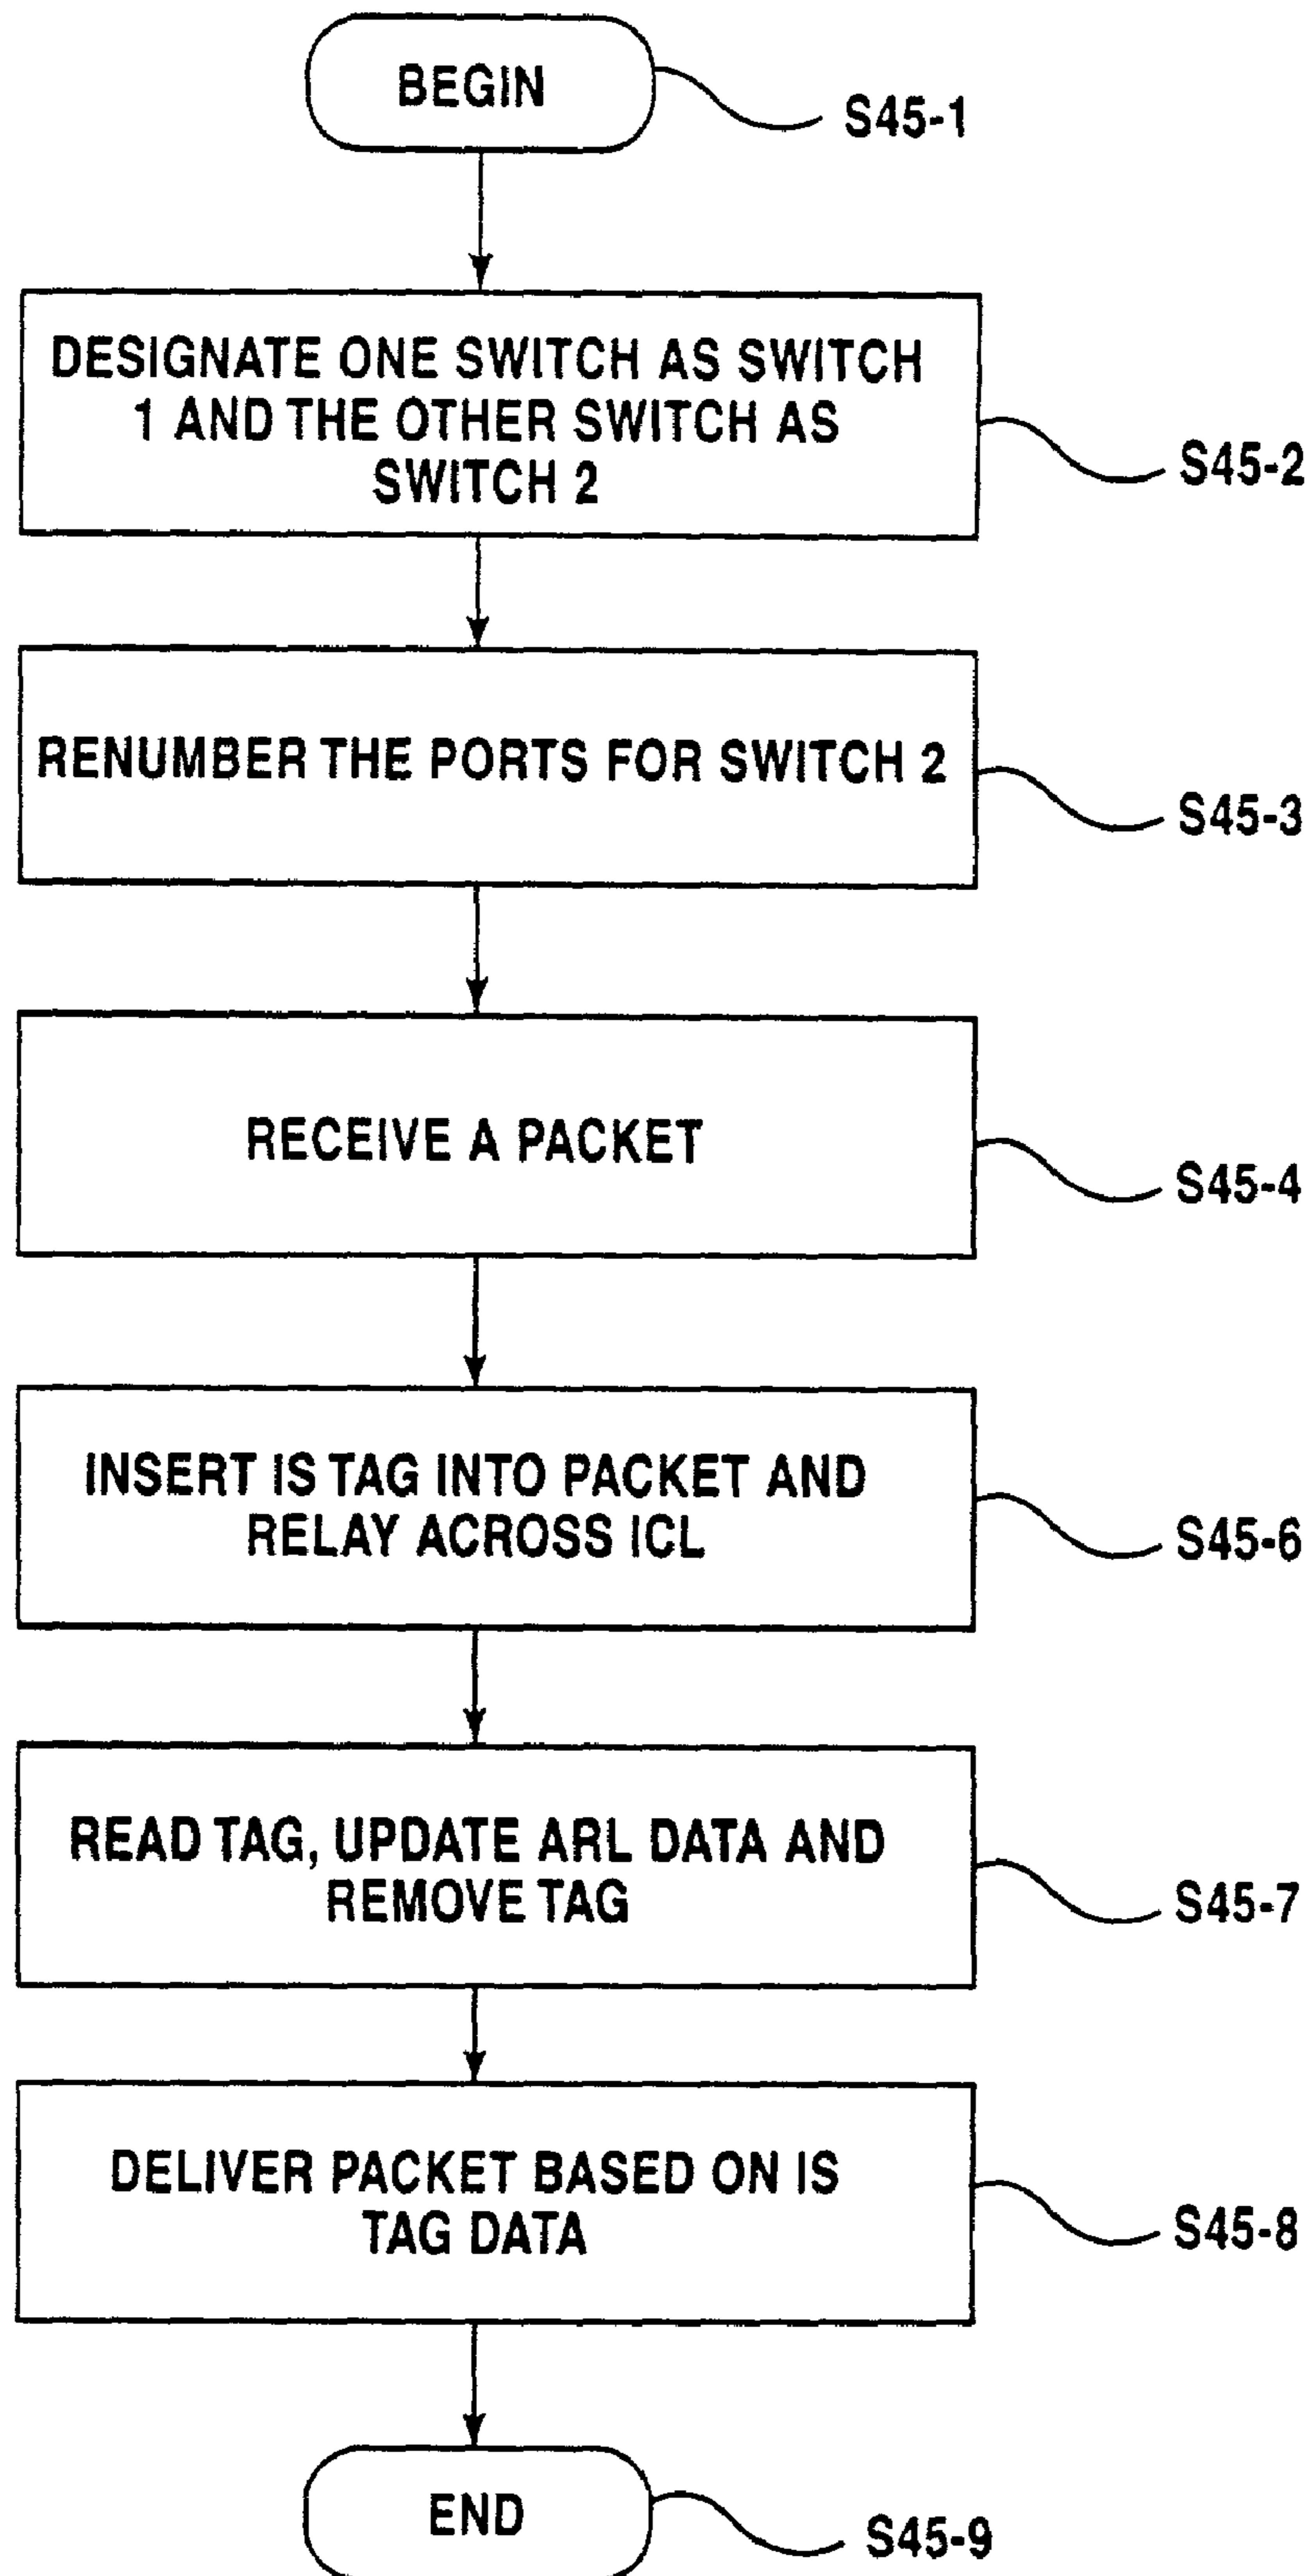 BEGIN
S45-1
DESIGNATE ONE SWITCH AS SWITCH
1 AND THE OTHER SWITCH AS
SWITCH 2
S45-2
RENUMBER THE PORTS FOR SWITCH 2
S45-3
RECEIVE A PACKET
S45-4
INSERT IS TAG INTO PACKET AND
RELAY ACROSS ICL
S45-6
READ TAG, UPDATE ARL DATA AND
REMOVE TAG
S45-7
DELIVER PACKET BASED ON IS
TAG DATA
S45-8
END
S45-9